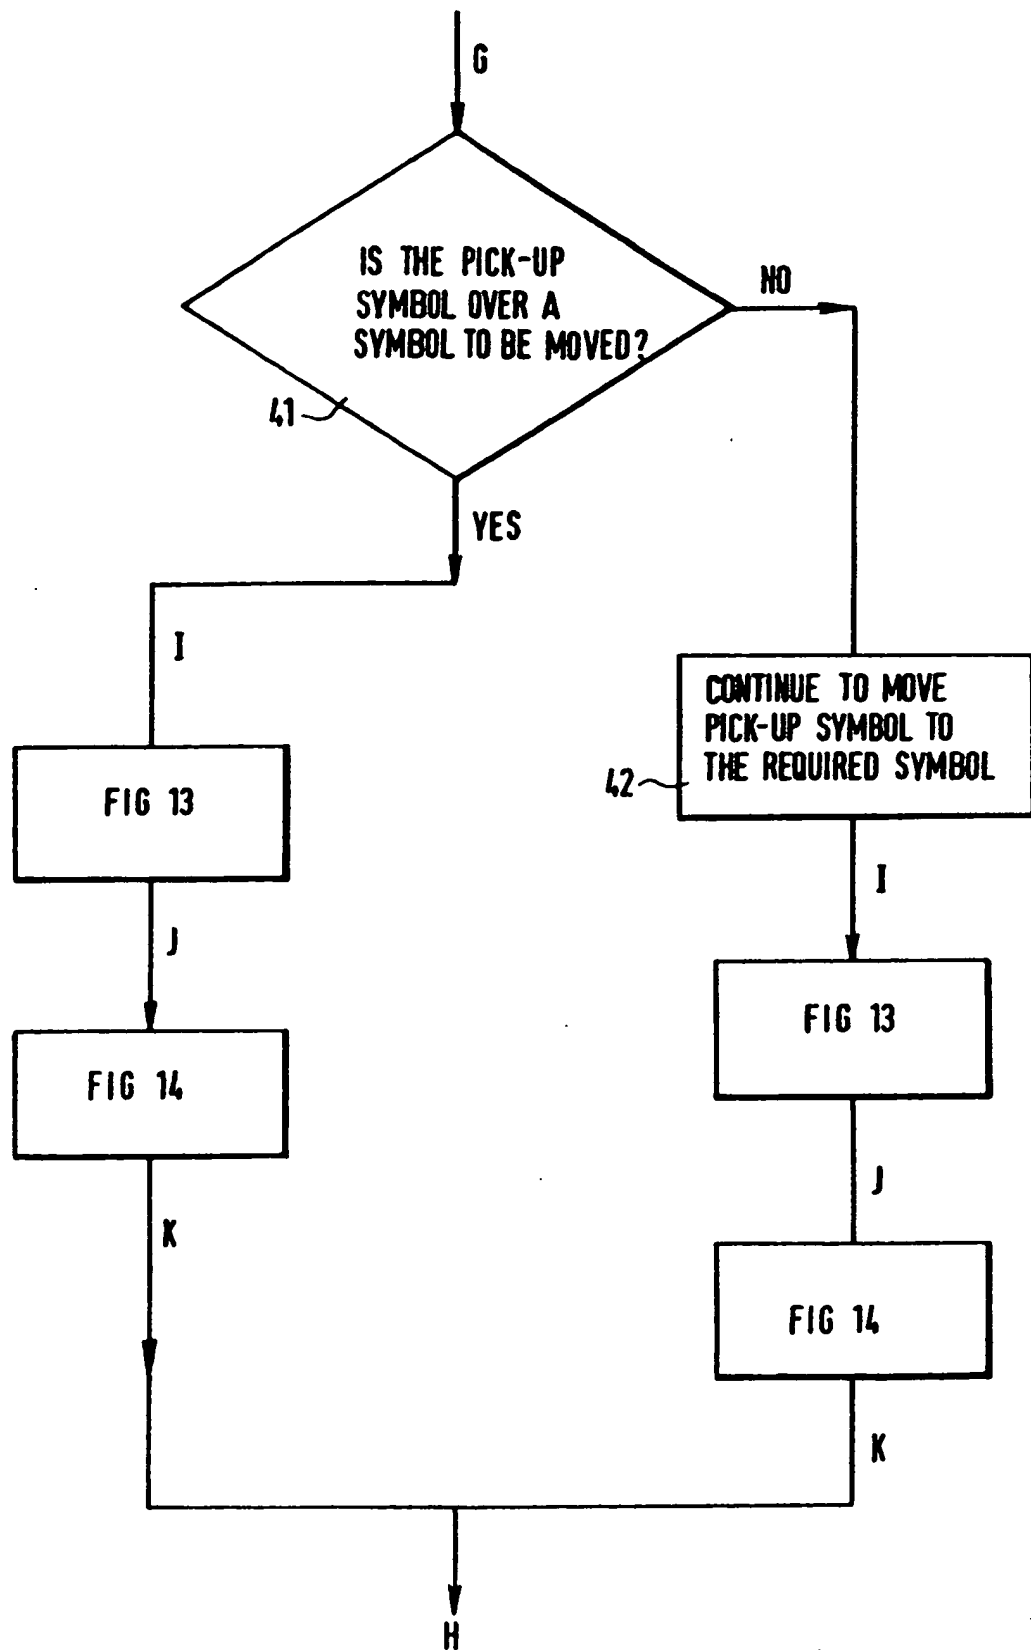 G
IS THE PICK-UP
SYMBOL OVER A
SYMBOL TO BE MOVED?
NO
41
YES
I
CONTINUE TO MOVE
PICK-UP SYMBOL TO
THE REQUIRED SYMBOL
42
FIG 13
I
J
FIG 13
FIG 14
J
K
FIG 14
K
H